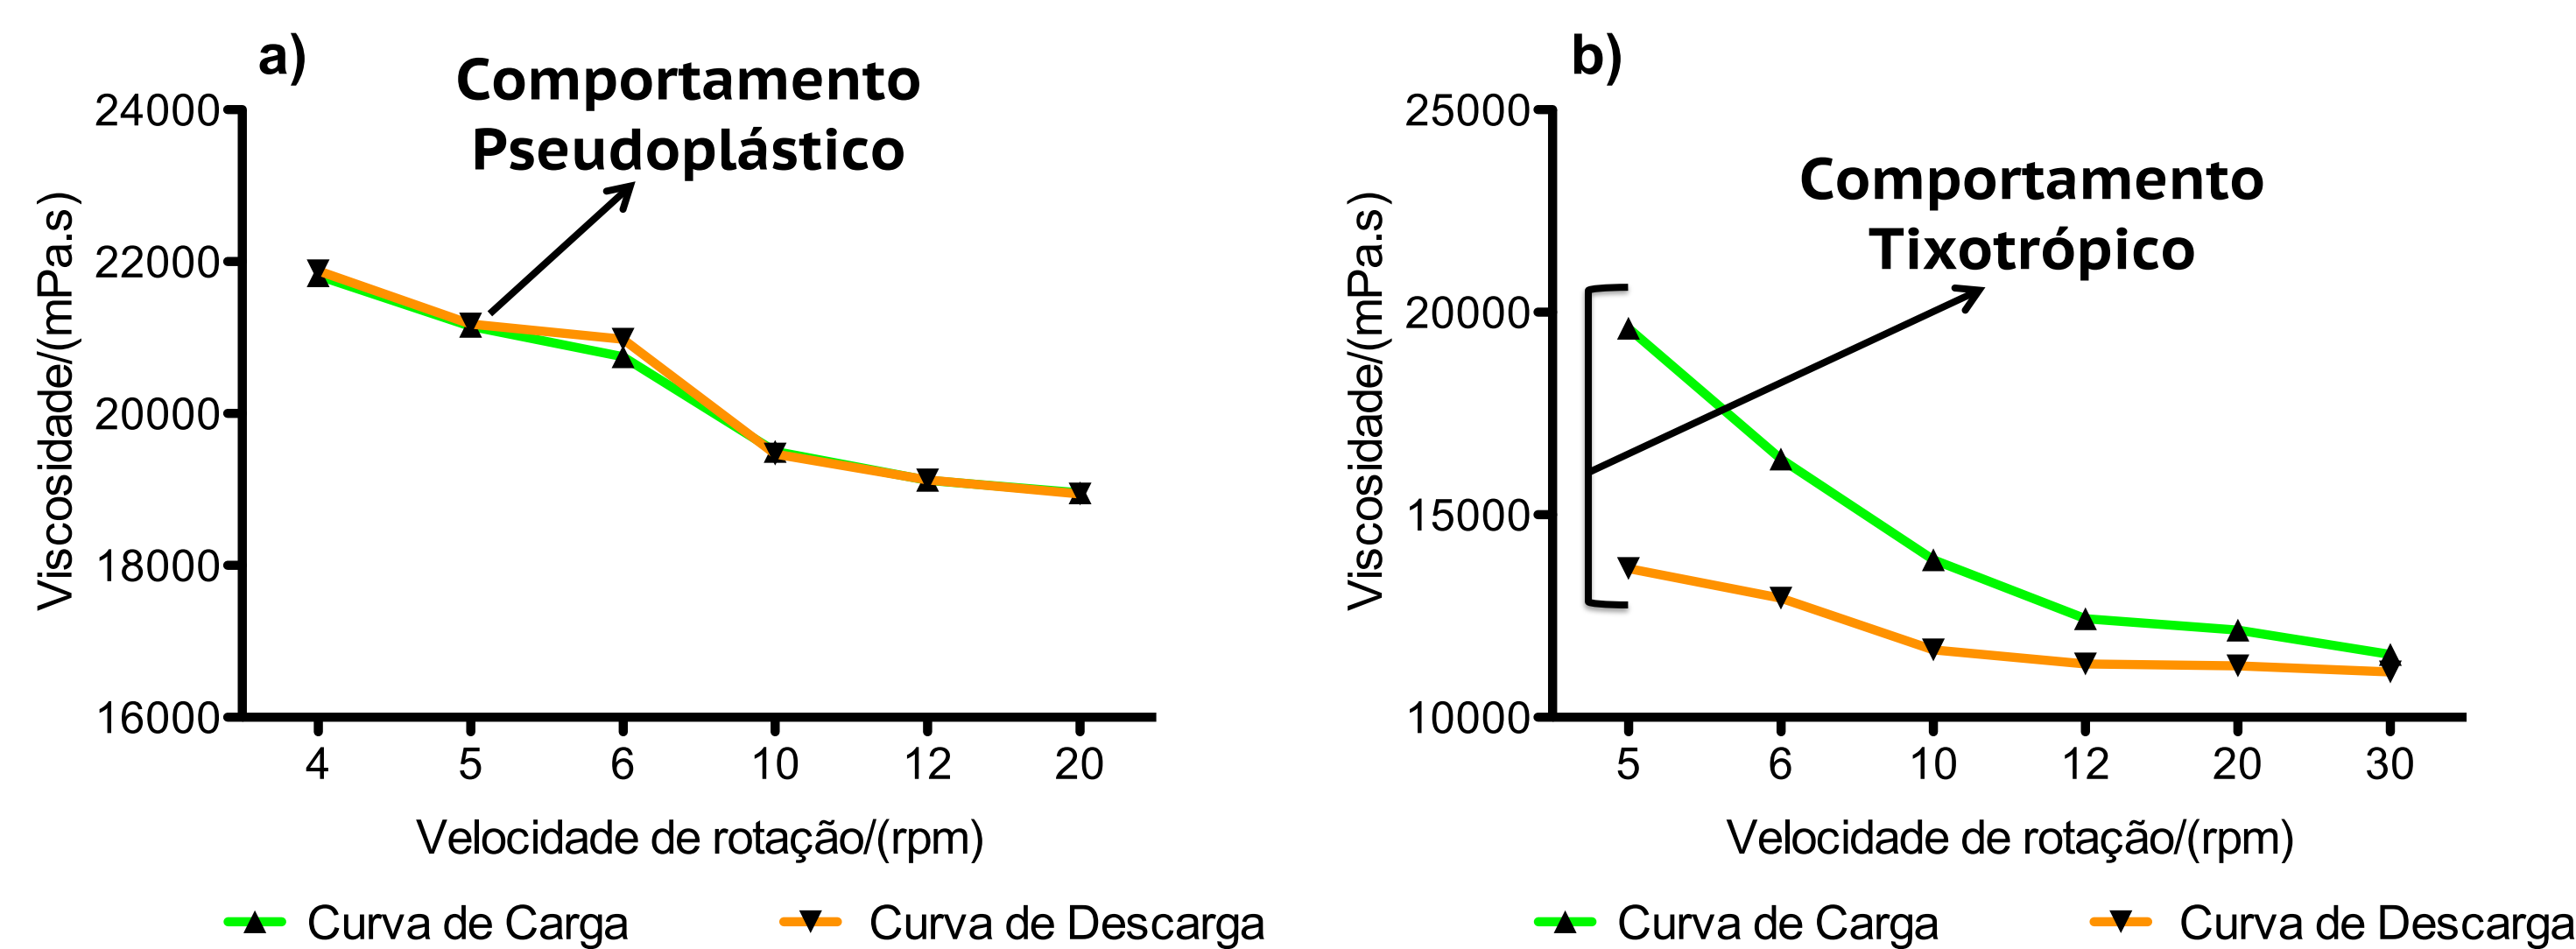 a)
Comportamento
Pseudoplástico
24000
22000
20000
18000
16000
Viscosidade/(mPa.s)
4 5 6 10 12 20
Velocidade de rotação/(rpm)
Curva de Carga Curva de Descarga
b)
Comportamento
Tixotrópico
25000
20000
15000
10000
Viscosidade/(mPa.s)
5 6 10 12 20 30
Velocidade de rotação/(rpm)
Curva de Carga Curva de Descarga